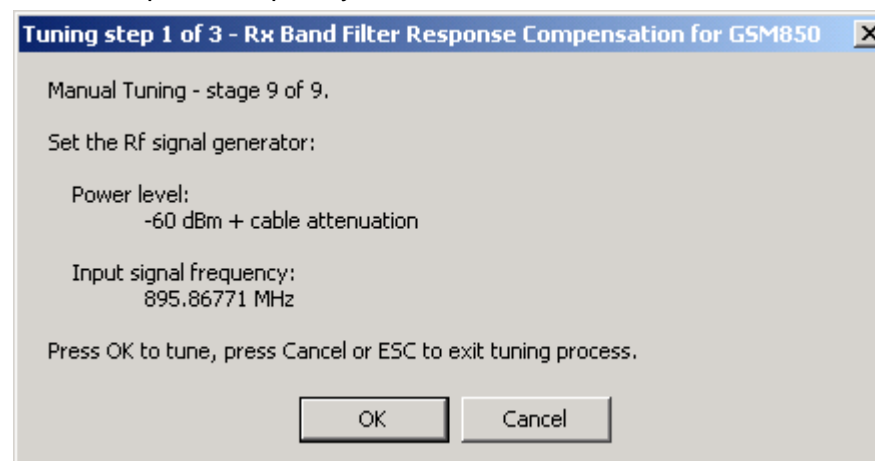 Tuning step 1 of 3 - Rx Band Filter Response Compensation for GSM850
Manual Tuning - stage 9 of 9.
Set the Rf signal generator:
Power level:
-60 dBm + cable attenuation
Input signal frequency:
895.86771 MHz
Press OK to tune, press Cancel or ESC to exit tuning process.
OK
Cancel